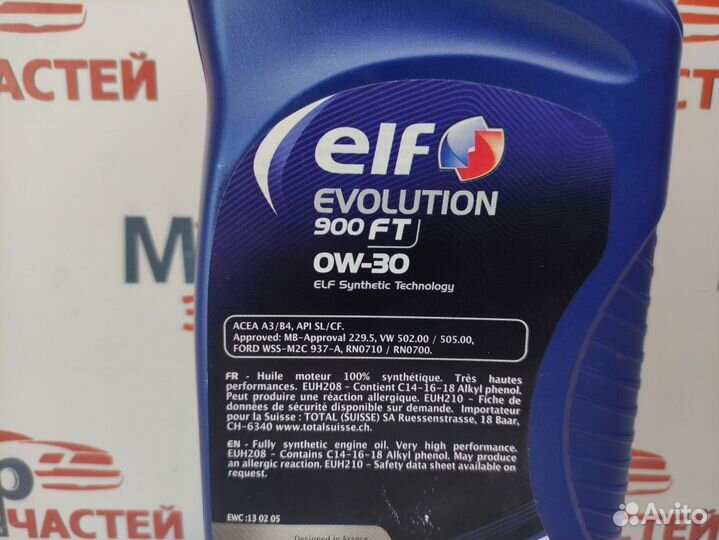 ЧАСТЕЙ
ЧАСТЕЙ
elf
EVOLUTION
900 FT
0W-30
ELF Synthetic Technology
ACEA A3/B4, API SL/CF.
Approved: MB-Approval 229.5, VW 502.00 / 505.00,
FORD WSS-M2C 937-A, RN0710 / RN0700.
FR - Huile moteur 100% synthétique. Très hautes
performances. EUH208 - Contient C14-16-18 Alkyl phenol.
Peut produire une réaction allergique. EUH210 - Fiche de
données de sécurité disponible sur demande. Importateur
pour la Suisse : TOTAL (SUISSE) SA Ruessenstrasse, 18 Baar,
CH-6340 www.totalsuisse.ch.
EN - Fully synthetic engine oil. Very high performance.
EUH208 - Contains C14-16-18 Alkyl phenol. May produce
an allergic reaction. EUH210 - Safety data sheet available on
request.
ЧАСТЕЙ
EWC :13 02 05
Designed in France
Avito